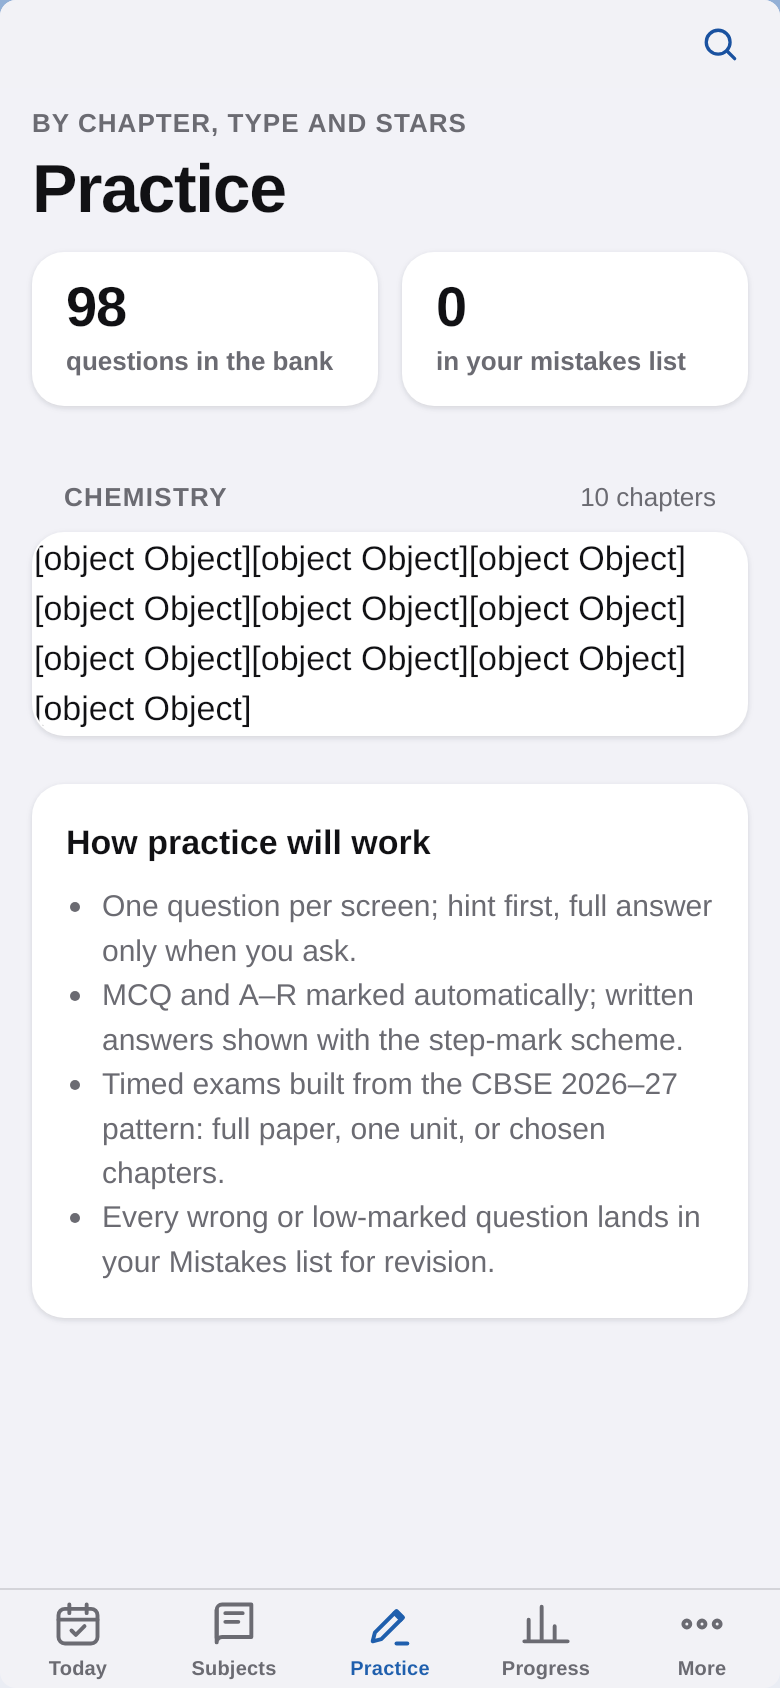 BY CHAPTER, TYPE AND STARS
Practice
98
questions in the bank
0
in your mistakes list
CHEMISTRY
10 chapters
[object Object][object Object][object Object]
[object Object][object Object][object Object]
[object Object][object Object][object Object]
[object Object]
How practice will work
• One question per screen; hint first, full answer
only when you ask.
• MCQ and A–R marked automatically; written
answers shown with the step-mark scheme.
• Timed exams built from the CBSE 2026–27
pattern: full paper, one unit, or chosen
chapters.
• Every wrong or low-marked question lands in
your Mistakes list for revision.
Today
Subjects
Practice
Progress
More